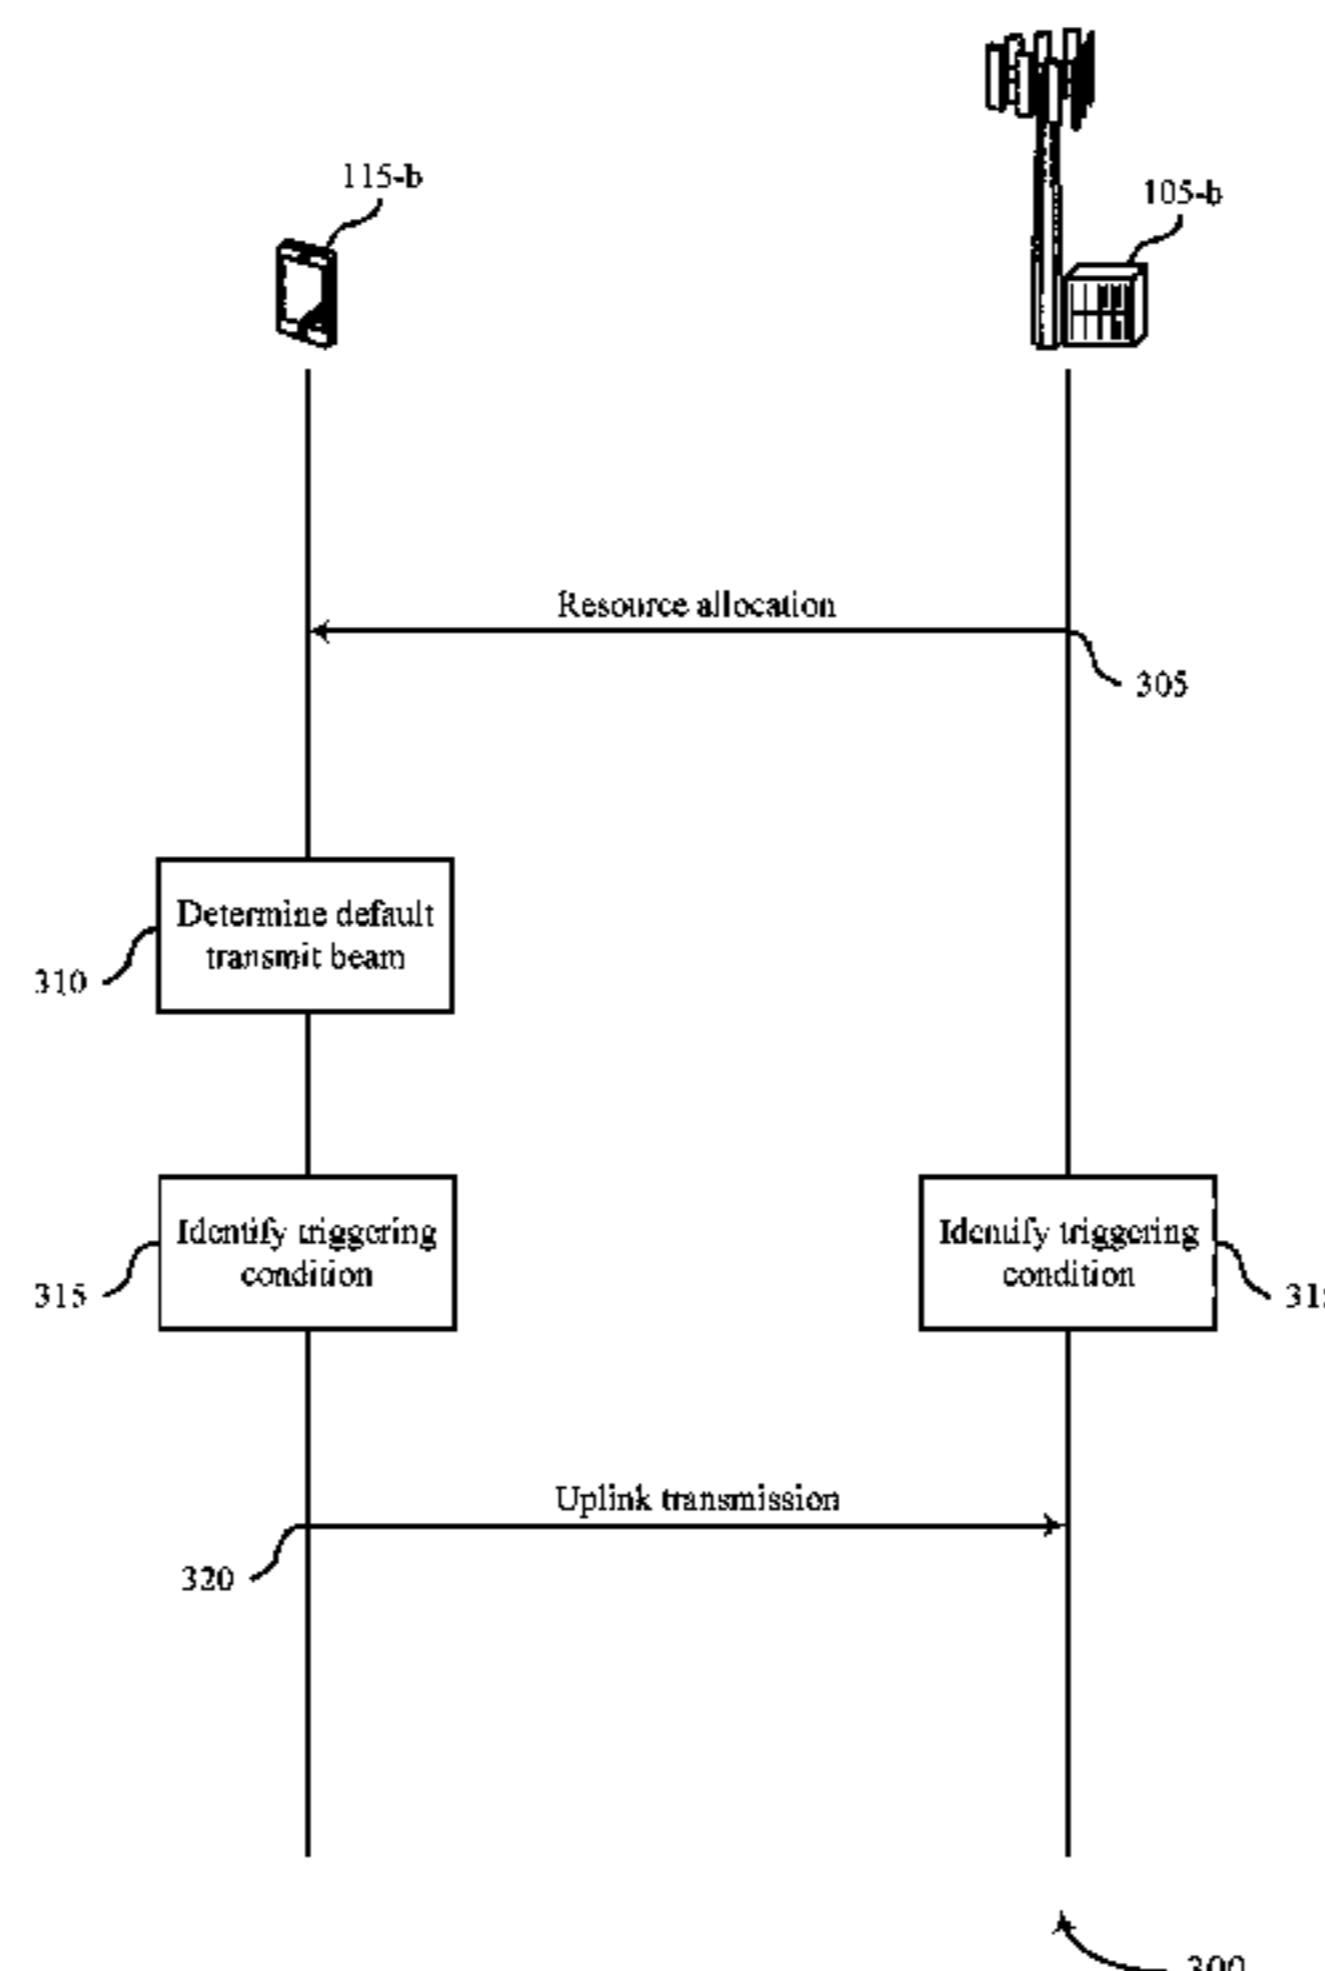 115-b
105-b
Resource allocation
305
Determine default
transmit beam
310
Identify triggering
condition
315
Identify triggering
condition
Uplink transmission
320
300